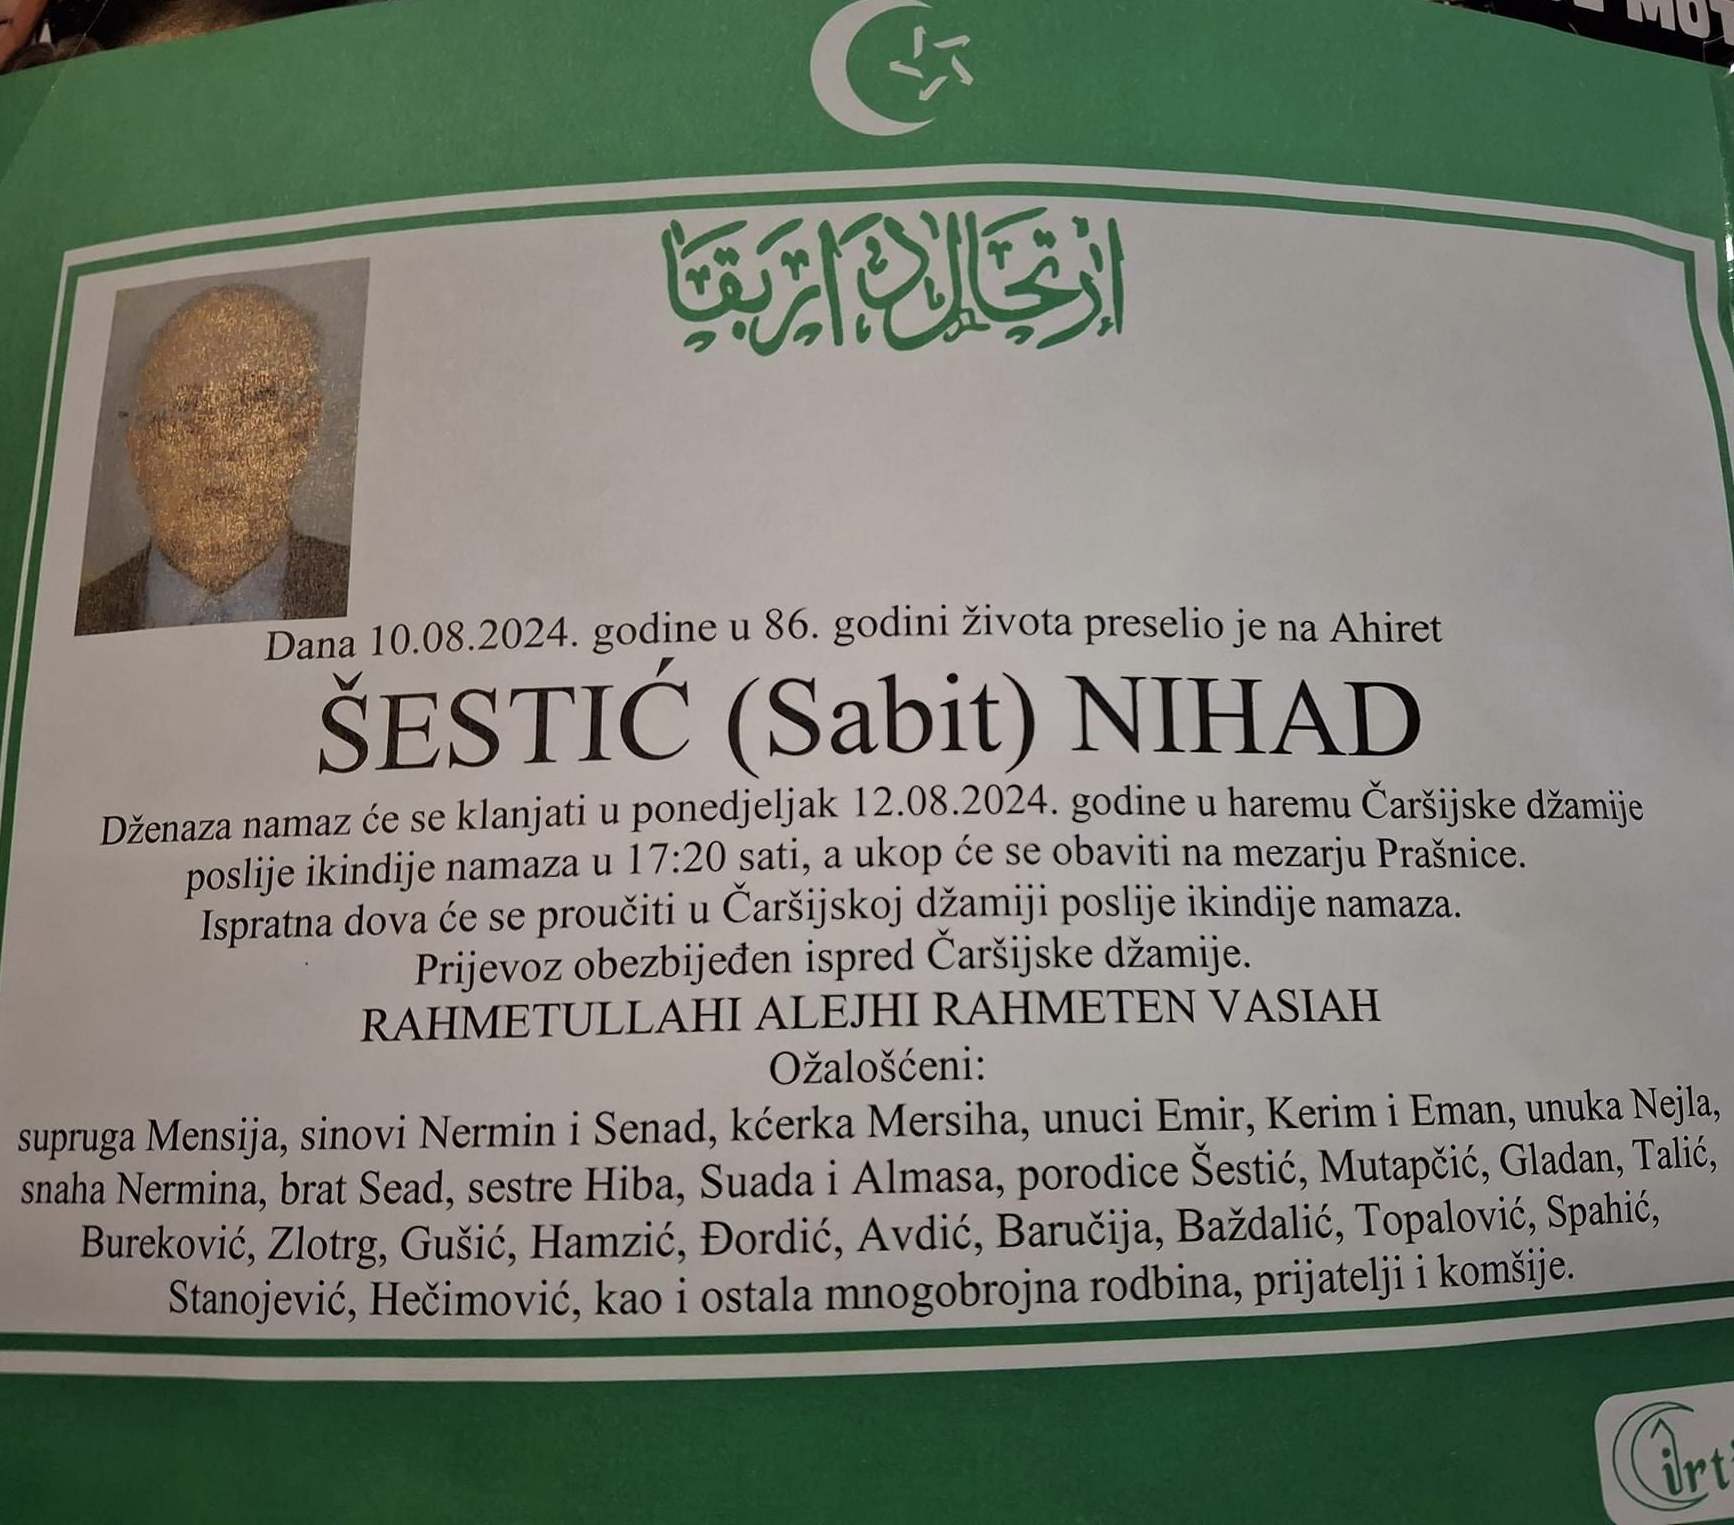 إرتحال دار بقا
Dana 10.08.2024. godine u 86. godini života preselio je na Ahiret
ŠESTIĆ (Sabit) NIHAD
Dženaza namaz će se klanjati u ponedjeljak 12.08.2024. godine u haremu Čaršijske džamije
poslije ikindije namaza u 17:20 sati, a ukop će se obaviti na mezarju Prašnice.
Ispratna dova će se proučiti u Čaršijskoj džamiji poslije ikindije namaza.
Prijevoz obezbijeđen ispred Čaršijske džamije.
RAHMETULLAHI ALEJHI RAHMETEN VASIAH
Ožalošćeni:
supruga Mensija, sinovi Nermin i Senad, kćerka Mersiha, unuci Emir, Kerim i Eman, unuka Nejla,
snaha Nermina, brat Sead, sestre Hiba, Suada i Almasa, porodice Šestić, Mutapčić, Gladan, Talić,
Bureković, Zlotrg, Gušić, Hamzić, Đordić, Avdić, Baručija, Baždalić, Topalović, Spahić,
Stanojević, Hečimović, kao i ostala mnogobrojna rodbina, prijatelji i komšije.